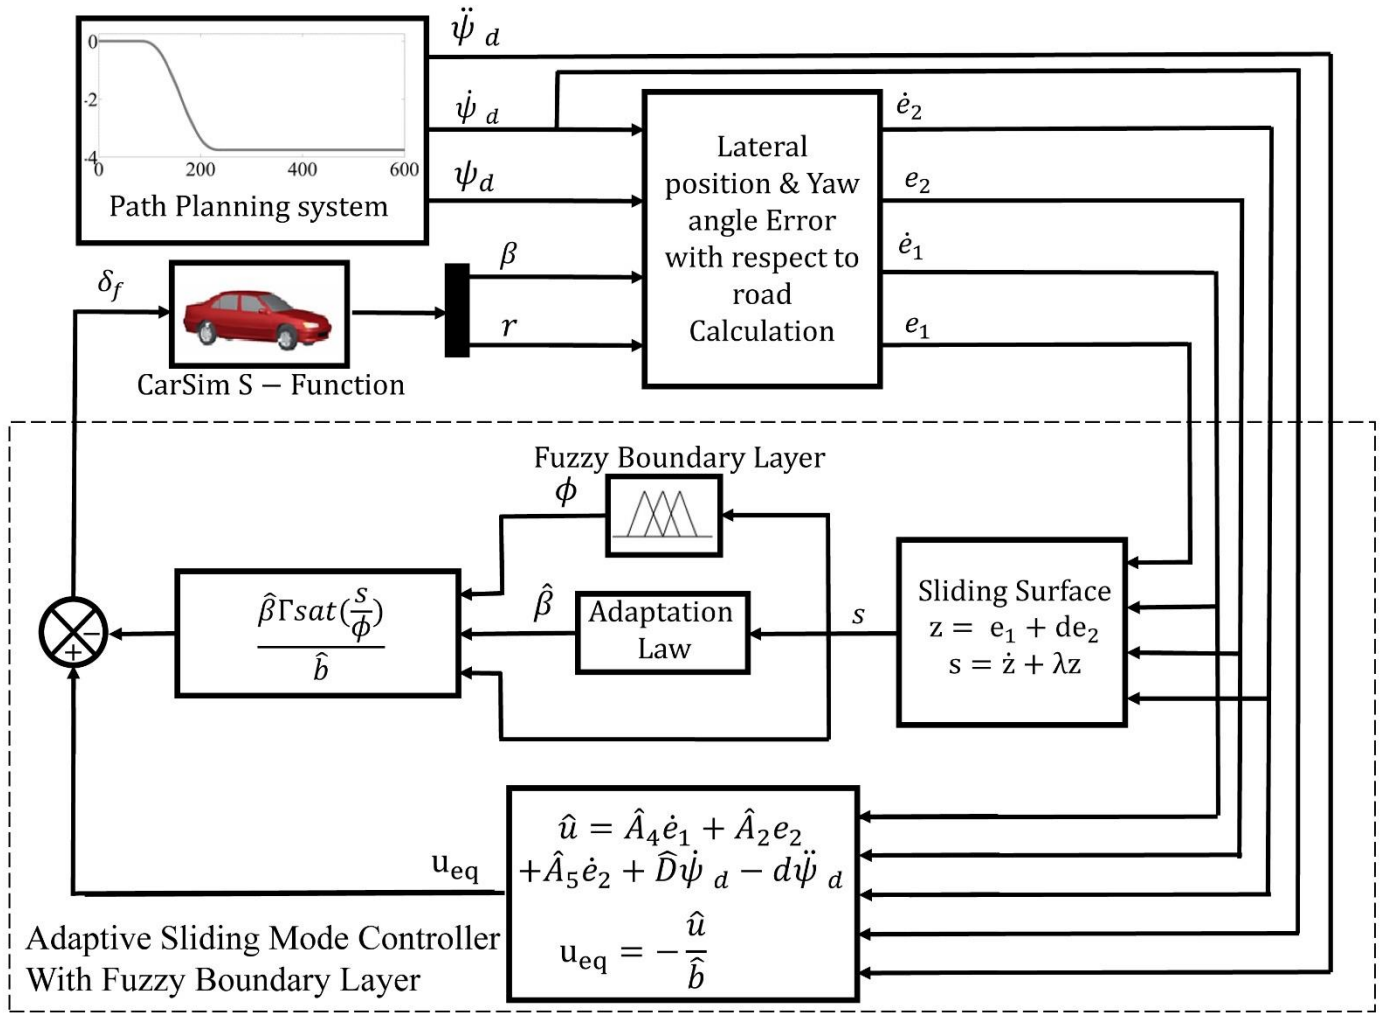 ψ̈ d
0
-2
-4
0 200 400 600
Path Planning system
ψ̇ d
ψd
β
r
δf
CarSim S − Function
Lateral
position & Yaw
angle Error
with respect to
road
Calculation
ė2
e2
ė1
e1
Fuzzy Boundary Layer
ϕ
β̂Γsat(s/ϕ)
b̂
β̂
Adaptation
Law
s
Sliding Surface
z = e1 + de2
s = ż + λz
−
+
û = Â4ė1 + Â2e2
+Â5ė2 + D̂ψ̇ d − dψ̈ d
ueq = −û/b̂
ueq
Adaptive Sliding Mode Controller
With Fuzzy Boundary Layer